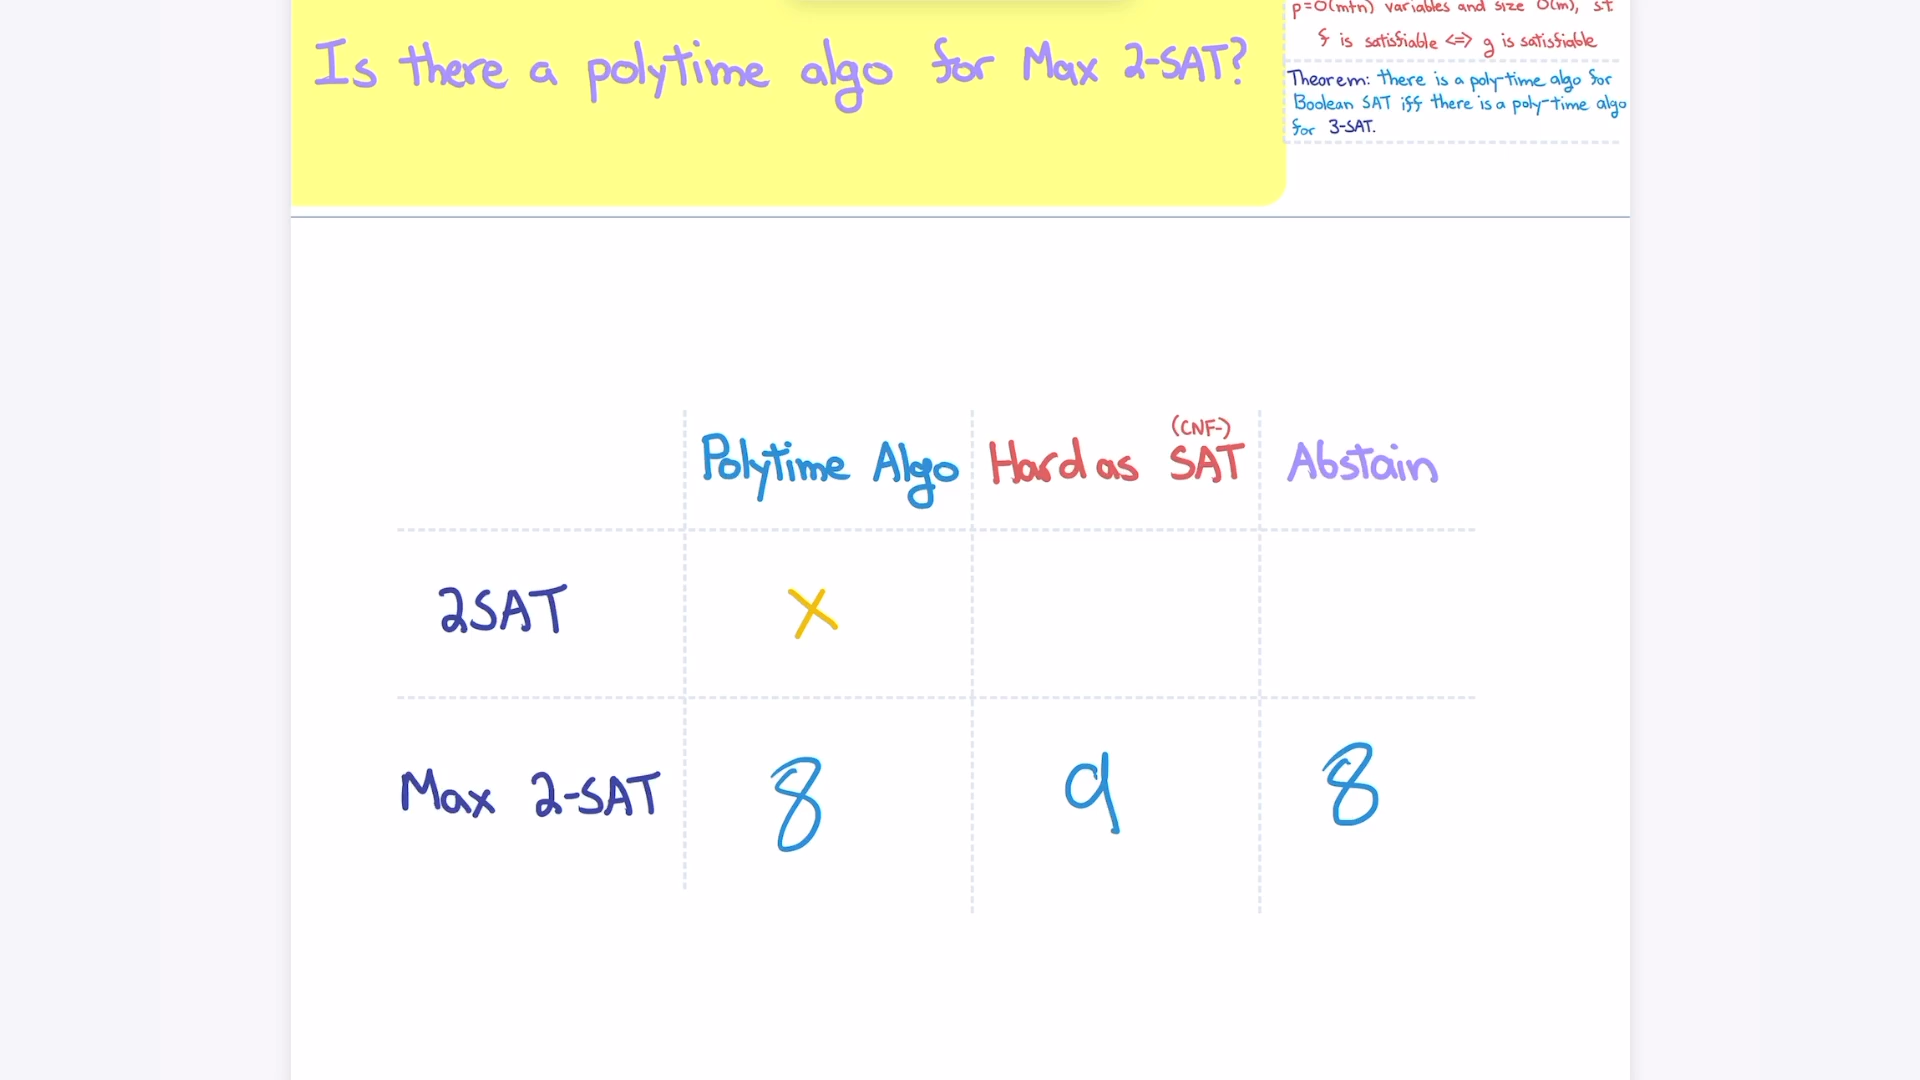 p=O(m+n) variables and size O(m), s.t.
f is satisfiable <=> g is satisfiable
Is there a polytime algo for Max 2-SAT?
Theorem: there is a poly-time algo for
Boolean SAT iff there is a poly-time algo
for 3-SAT.
Polytime Algo Hard as (CNF-) SAT Abstain
2SAT X
Max 2-SAT 8 9 8